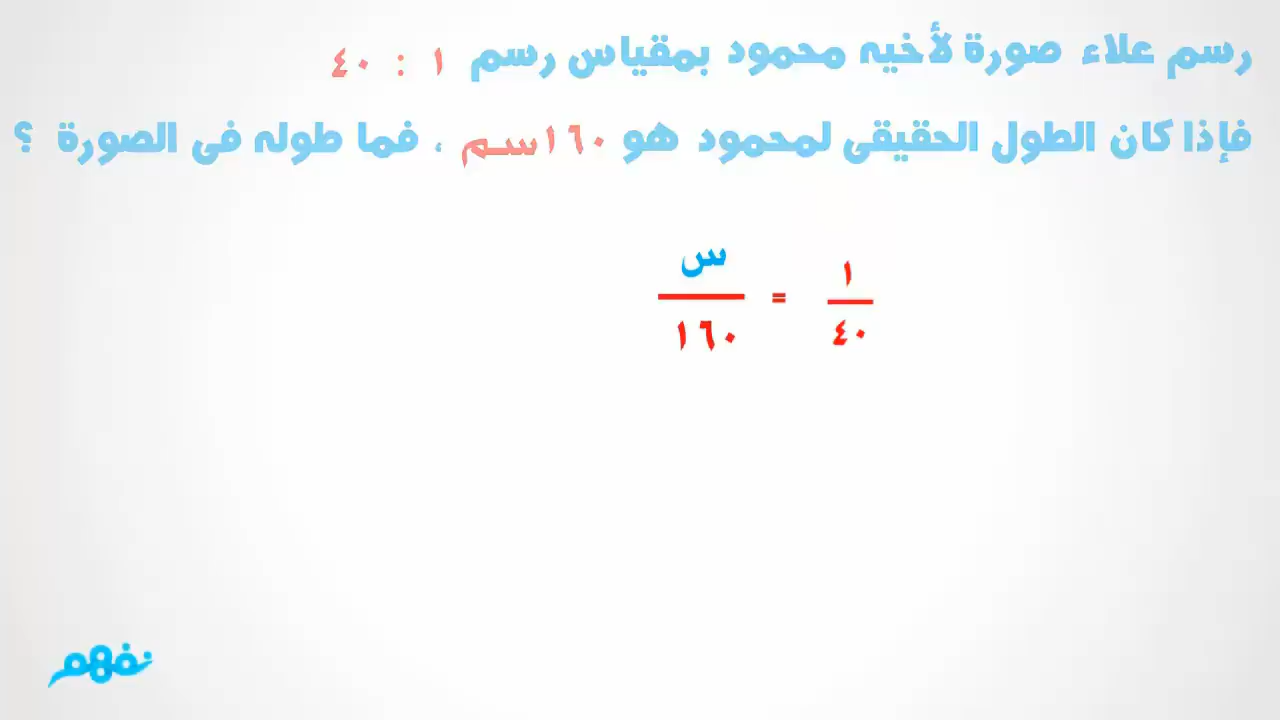 رسم علاء صورة لأخيه محمود بمقياس رسم ١ : ٤٠
فإذا كان الطول الحقيقى لمحمود هو ١٦٠سم ، فما طوله فى الصورة ؟
١ = س
٤٠ ١٦٠
نفهم